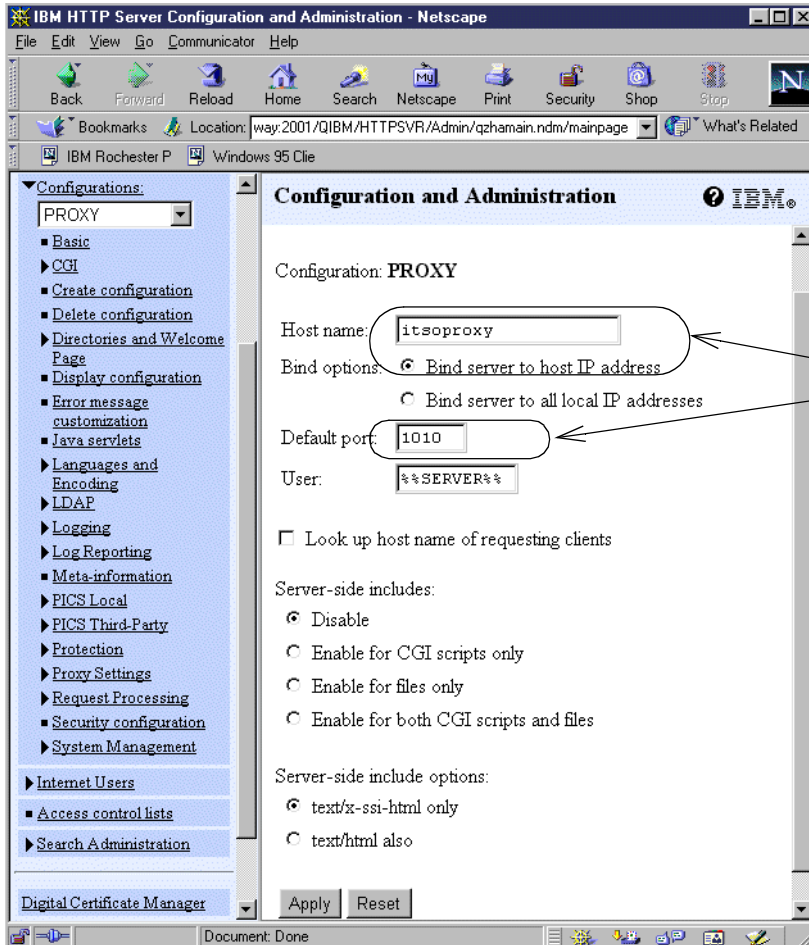 IBM HTTP Server Configuration and Administration - Netscape
File Edit View Go Communicator Help
My
Back Forward Reload Home Search Netscape Print Security Shop Stop
N
Bookmarks Location: way:2001/QIBM/HTTPSVR/Admin/qzhamain.ndm/mainpage What's Related
IBM Rochester P Windows 95 Clie
Configurations:
PROXY
Basic
CGI
Create configuration
Delete configuration
Directories and Welcome
Page
Display configuration
Error message
customization
Java servlets
Languages and
Encoding
LDAP
Logging
Log Reporting
Meta-information
PICS Local
PICS Third-Party
Protection
Proxy Settings
Request Processing
Security configuration
System Management
Internet Users
Access control lists
Search Administration
Digital Certificate Manager
Configuration and Administration
? IBM®
Configuration: PROXY
Host name: itsoproxy
Bind options: Bind server to host IP address
Bind server to all local IP addresses
Default port: 1010
User: %%SERVER%%
Look up host name of requesting clients
Server-side includes:
Disable
Enable for CGI scripts only
Enable for files only
Enable for both CGI scripts and files
Server-side include options:
text/x-ssi-html only
text/html also
Apply Reset
Document: Done